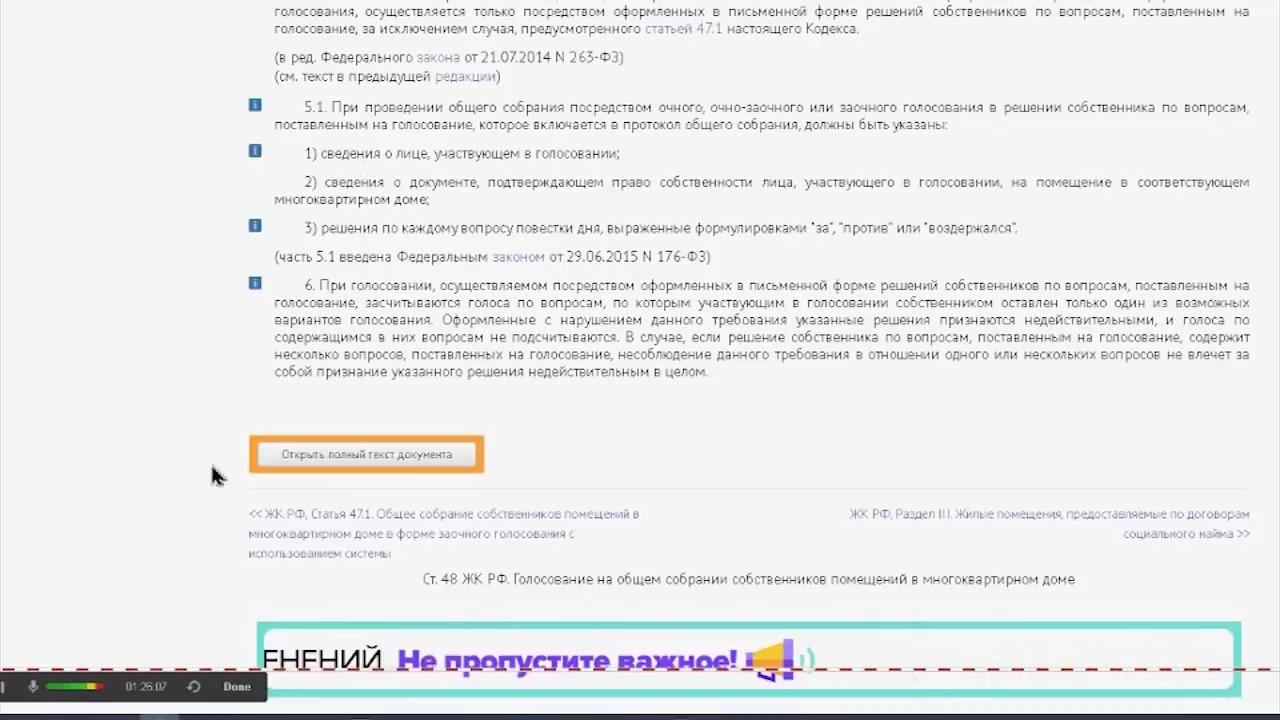 голосования, осуществляется только посредством оформленных в письменной форме решений собственников по вопросам, поставленным на
голосование, за исключением случая, предусмотренного статьей 47.1 настоящего Кодекса.
(в ред. Федерального закона от 21.07.2014 N 263-ФЗ)
(см. текст в предыдущей редакции)
5.1. При проведении общего собрания посредством очного, очно-заочного или заочного голосования в решении собственника по вопросам,
поставленным на голосование, которое включается в протокол общего собрания, должны быть указаны:
1) сведения о лице, участвующем в голосовании;
2) сведения о документе, подтверждающем право собственности лица, участвующего в голосовании, на помещение в соответствующем
многоквартирном доме;
3) решения по каждому вопросу повестки дня, выраженные формулировками "за", "против" или "воздержался".
(часть 5.1 введена Федеральным законом от 29.06.2015 N 176-ФЗ)
6. При голосовании, осуществляемом посредством оформленных в письменной форме решений собственников по вопросам, поставленным на
голосование, засчитываются голоса по вопросам, по которым участвующим в голосовании собственником оставлен только один из возможных
вариантов голосования. Оформленные с нарушением данного требования указанные решения признаются недействительными, и голоса по
содержащимся в них вопросам не подсчитываются. В случае, если решение собственника по вопросам, поставленным на голосование, содержит
несколько вопросов, поставленных на голосование, несоблюдение данного требования в отношении одного или нескольких вопросов не влечет за
собой признание указанного решения недействительным в целом.
Открыть полный текст документа
<< ЖК РФ, Статья 47.1. Общее собрание собственников помещений в
многоквартирном доме в форме заочного голосования с
использованием системы
ЖК РФ, Раздел III. Жилые помещения, предоставляемые по договорам
социального найма >>
Ст. 48 ЖК РФ. Голосование на общем собрании собственников помещений в многоквартирном доме
ЕНЕНИЙ Не пропустите важное!
01:26:07 Done